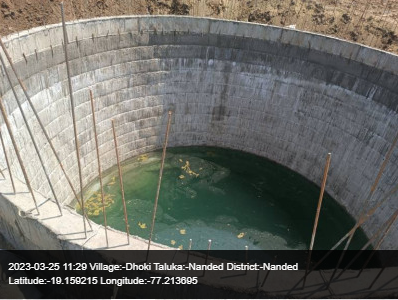 2023-03-25 11:29 Village:-Dhoki Taluka:-Nanded District:-Nanded
Latitude:-19.159215 Longitude:-77.213695